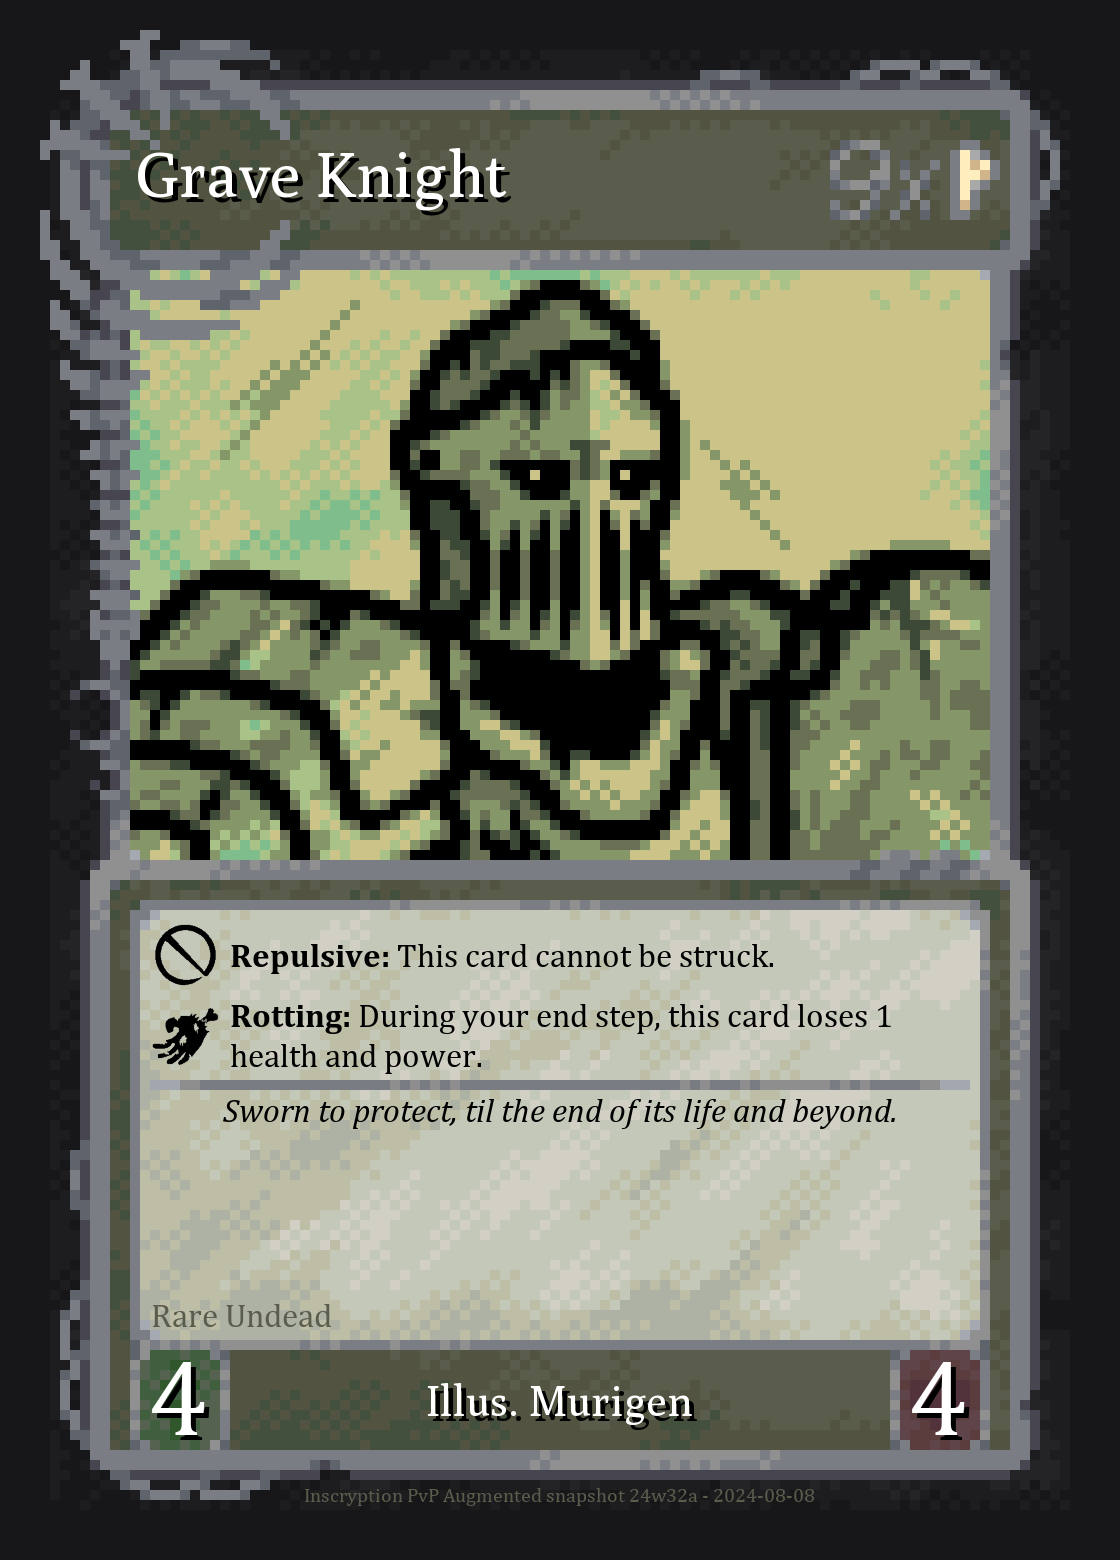 Grave Knight 9x
Repulsive: This card cannot be struck.
Rotting: During your end step, this card loses 1
health and power.
Sworn to protect, til the end of its life and beyond.
Rare Undead
4 Illus. Murigen 4
Inscryption PvP Augmented snapshot 24w32a - 2024-08-08